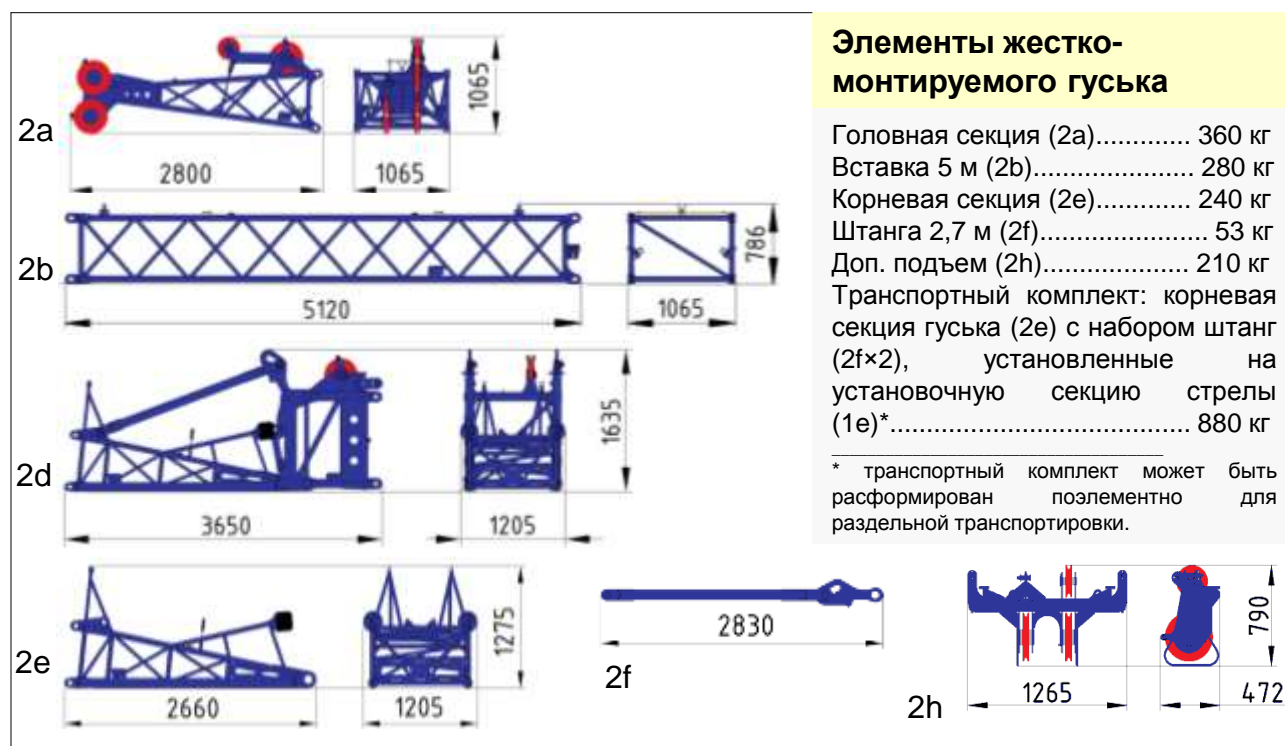 Элементы жестко-
монтируемого гуська
Головная секция (2a).............. 360 кг
Вставка 5 м (2b)...................... 280 кг
Корневая секция (2e).............. 240 кг
Штанга 2,7 м (2f)..................... 53 кг
Доп. подъем (2h).................... 210 кг
Транспортный комплект: корневая
секция гуська (2e) с набором штанг
(2f×2), установленные на
установочную секцию стрелы
(1e)*........................................ 880 кг
* транспортный комплект может быть
расформирован поэлементно для
раздельной транспортировки.
2a
2800
1065
1065
2b
5120
1065
786
2d
3650
1205
1635
2e
2660
1205
1275
2830
2f
2h
1265
472
790